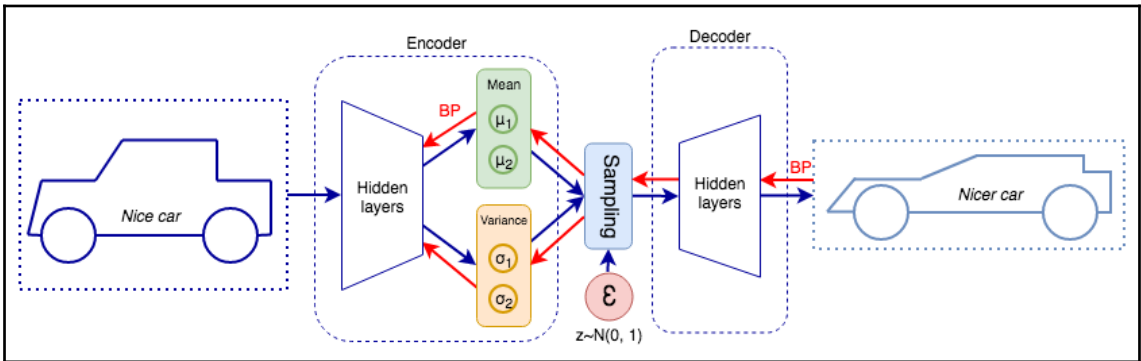 Encoder
Decoder
Mean
BP
μ1
μ2
Nice car
Hidden
layers
Variance
σ1
σ2
Sampling
ε
z~N(0, 1)
Hidden
layers
BP
Nicer car